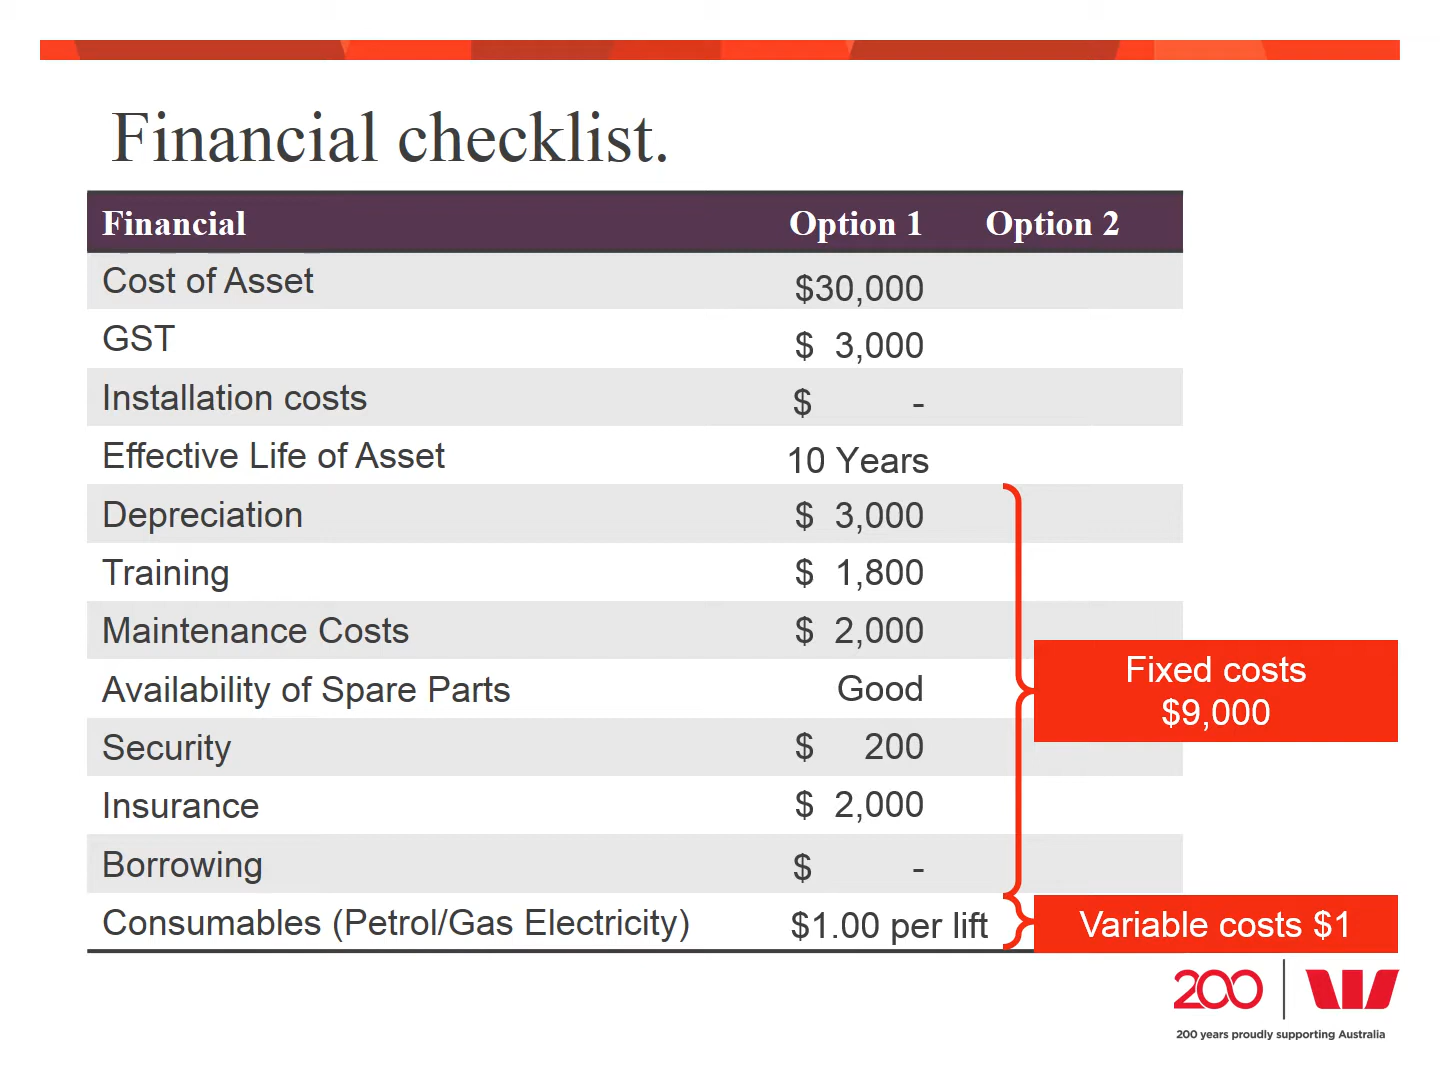 Financial checklist.
Financial Option 1 Option 2
Cost of Asset $30,000
GST $ 3,000
Installation costs $ -
Effective Life of Asset 10 Years
Depreciation $ 3,000
Training $ 1,800
Maintenance Costs $ 2,000
Availability of Spare Parts Good
Fixed costs
$9,000
Security $ 200
Insurance $ 2,000
Borrowing $ -
Consumables (Petrol/Gas Electricity) $1.00 per lift Variable costs $1
200
200 years proudly supporting Australia